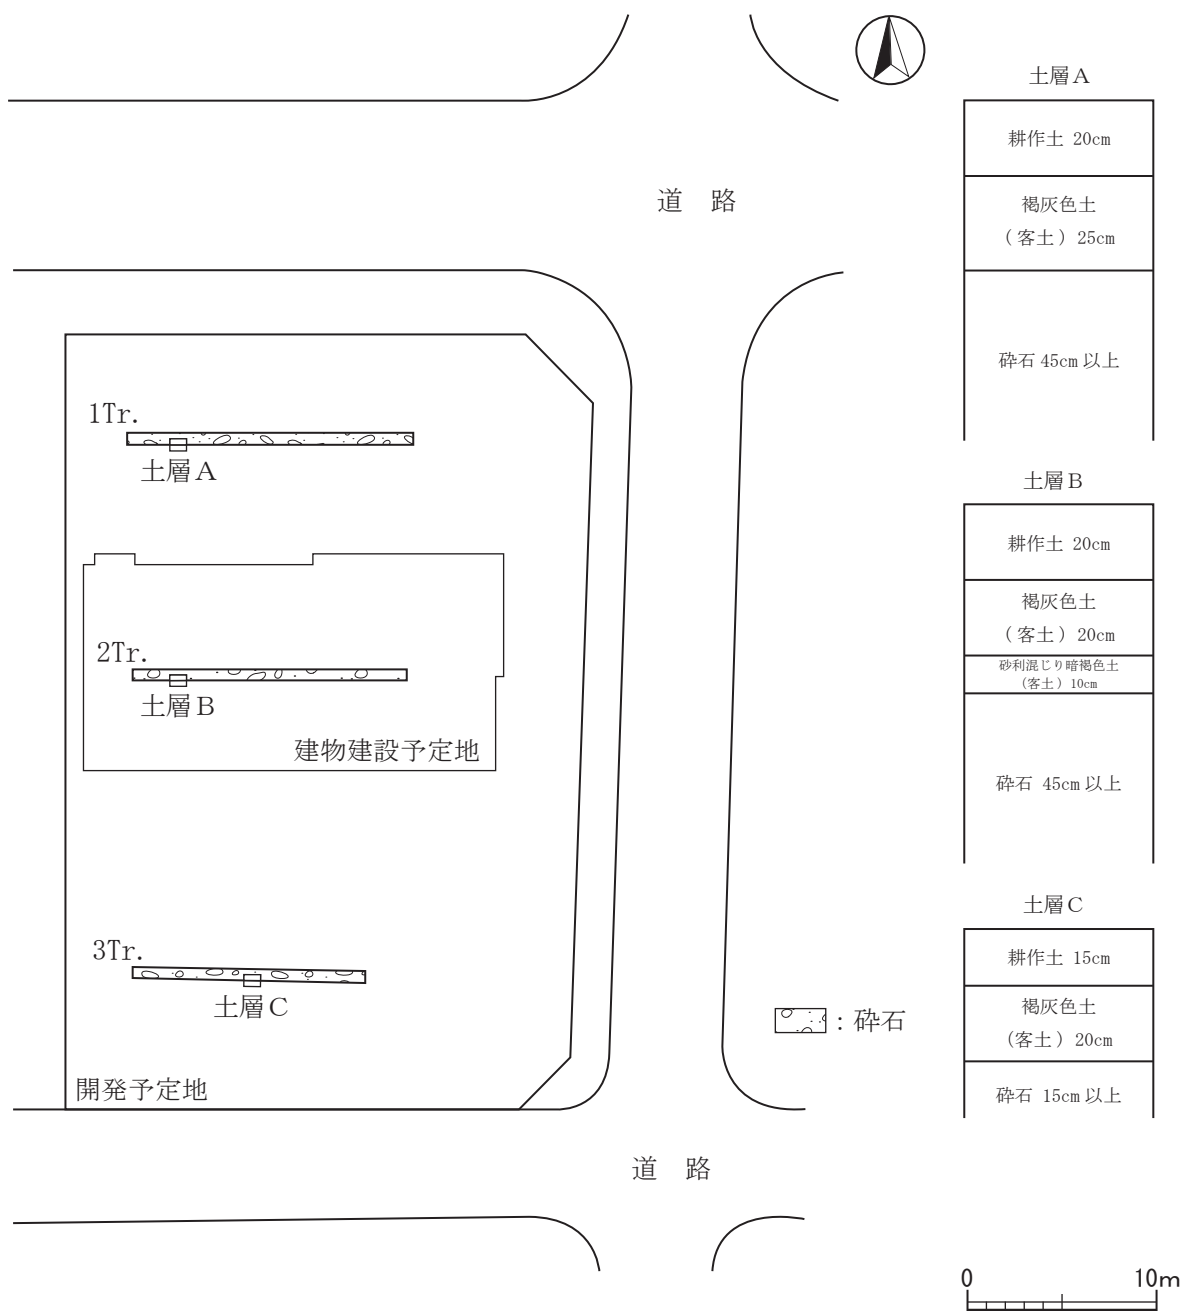 道　路
1Tr.
土層A
2Tr.
土層B
建物建設予定地
3Tr.
土層C
開発予定地
：砕石
道　路
土層A
耕作土 20cm
褐灰色土
（客土）25cm
砕石 45cm 以上
土層B
耕作土 20cm
褐灰色土
（客土）20cm
砂利混じり暗褐色土
（客土）10cm
砕石 45cm 以上
土層C
耕作土 15cm
褐灰色土
（客土）20cm
砕石 15cm 以上
0 10m